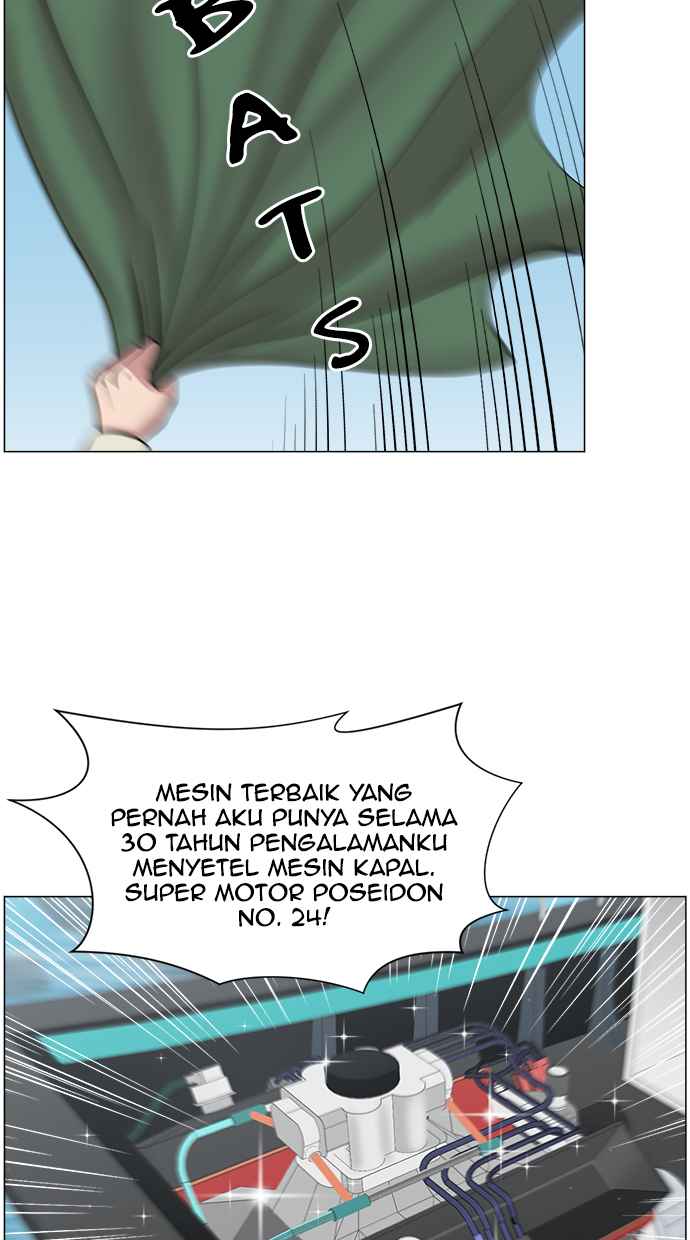 BATS
MESIN TERBAIK YANG
PERNAH AKU PUNYA SELAMA
30 TAHUN PENGALAMANKU
MENYETEL MESIN KAPAL.
SUPER MOTOR POSEIDON
NO. 24!